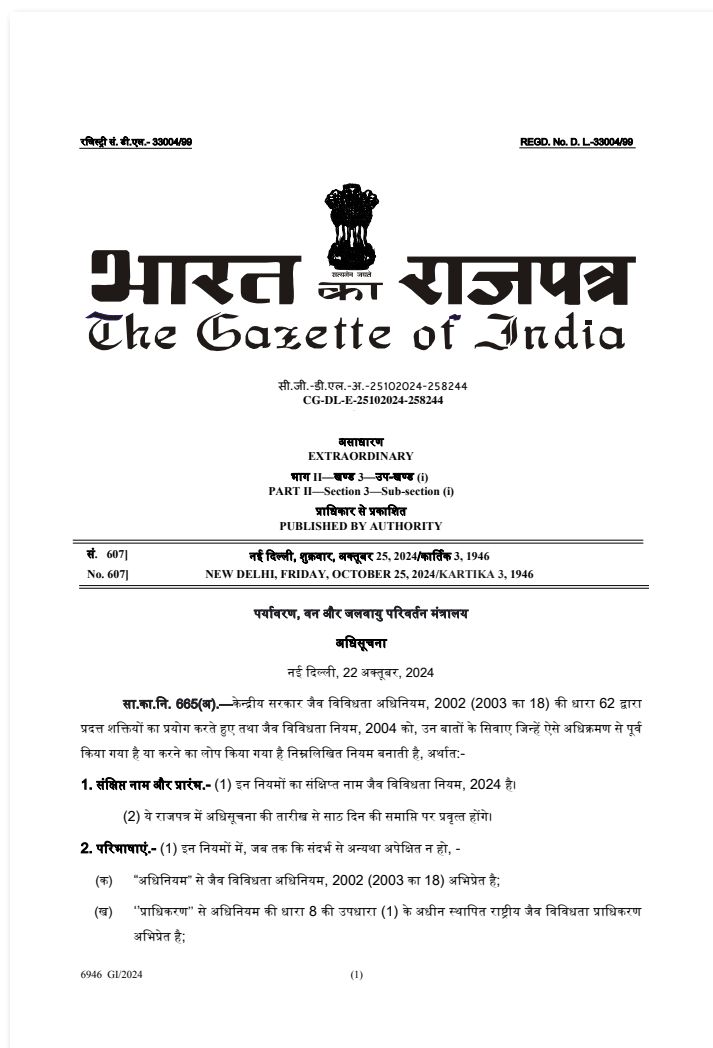 रजिस्ट्री सं. डी.एल.- 33004/99
REGD. No. D. L.-33004/99
सत्यमेव जयते
भारत का राजपत्र
The Gazette of India
सी.जी.-डी.एल.-अ.-25102024-258244
CG-DL-E-25102024-258244
असाधारण
EXTRAORDINARY
भाग II—खण्ड 3—उप-खण्ड (i)
PART II—Section 3—Sub-section (i)
प्राधिकार से प्रकाशित
PUBLISHED BY AUTHORITY
सं. 607] नई दिल्ली, शुक्रवार, अक्तूबर 25, 2024/कार्तिक 3, 1946
No. 607] NEW DELHI, FRIDAY, OCTOBER 25, 2024/KARTIKA 3, 1946
पर्यावरण, वन और जलवायु परिवर्तन मंत्रालय
अधिसूचना
नई दिल्ली, 22 अक्तूबर, 2024
सा.का.नि. 665(अ).—केन्द्रीय सरकार जैव विविधता अधिनियम, 2002 (2003 का 18) की धारा 62 द्वारा
प्रदत्त शक्तियों का प्रयोग करते हुए तथा जैव विविधता नियम, 2004 को, उन बातों के सिवाए जिन्हें ऐसे अधिक्रमण से पूर्व
किया गया है या करने का लोप किया गया है निम्नलिखित नियम बनाती है, अर्थात:-
1. संक्षिप्त नाम और प्रारंभ.- (1) इन नियमों का संक्षिप्त नाम जैव विविधता नियम, 2024 है।
(2) ये राजपत्र में अधिसूचना की तारीख से साठ दिन की समाप्ति पर प्रवृत्त होंगे।
2. परिभाषाएं.- (1) इन नियमों में, जब तक कि संदर्भ से अन्यथा अपेक्षित न हो, -
(क) “अधिनियम” से जैव विविधता अधिनियम, 2002 (2003 का 18) अभिप्रेत है;
(ख) ‘'प्राधिकरण'’ से अधिनियम की धारा 8 की उपधारा (1) के अधीन स्थापित राष्ट्रीय जैव विविधता प्राधिकरण
अभिप्रेत है;
6946 GI/2024 (1)